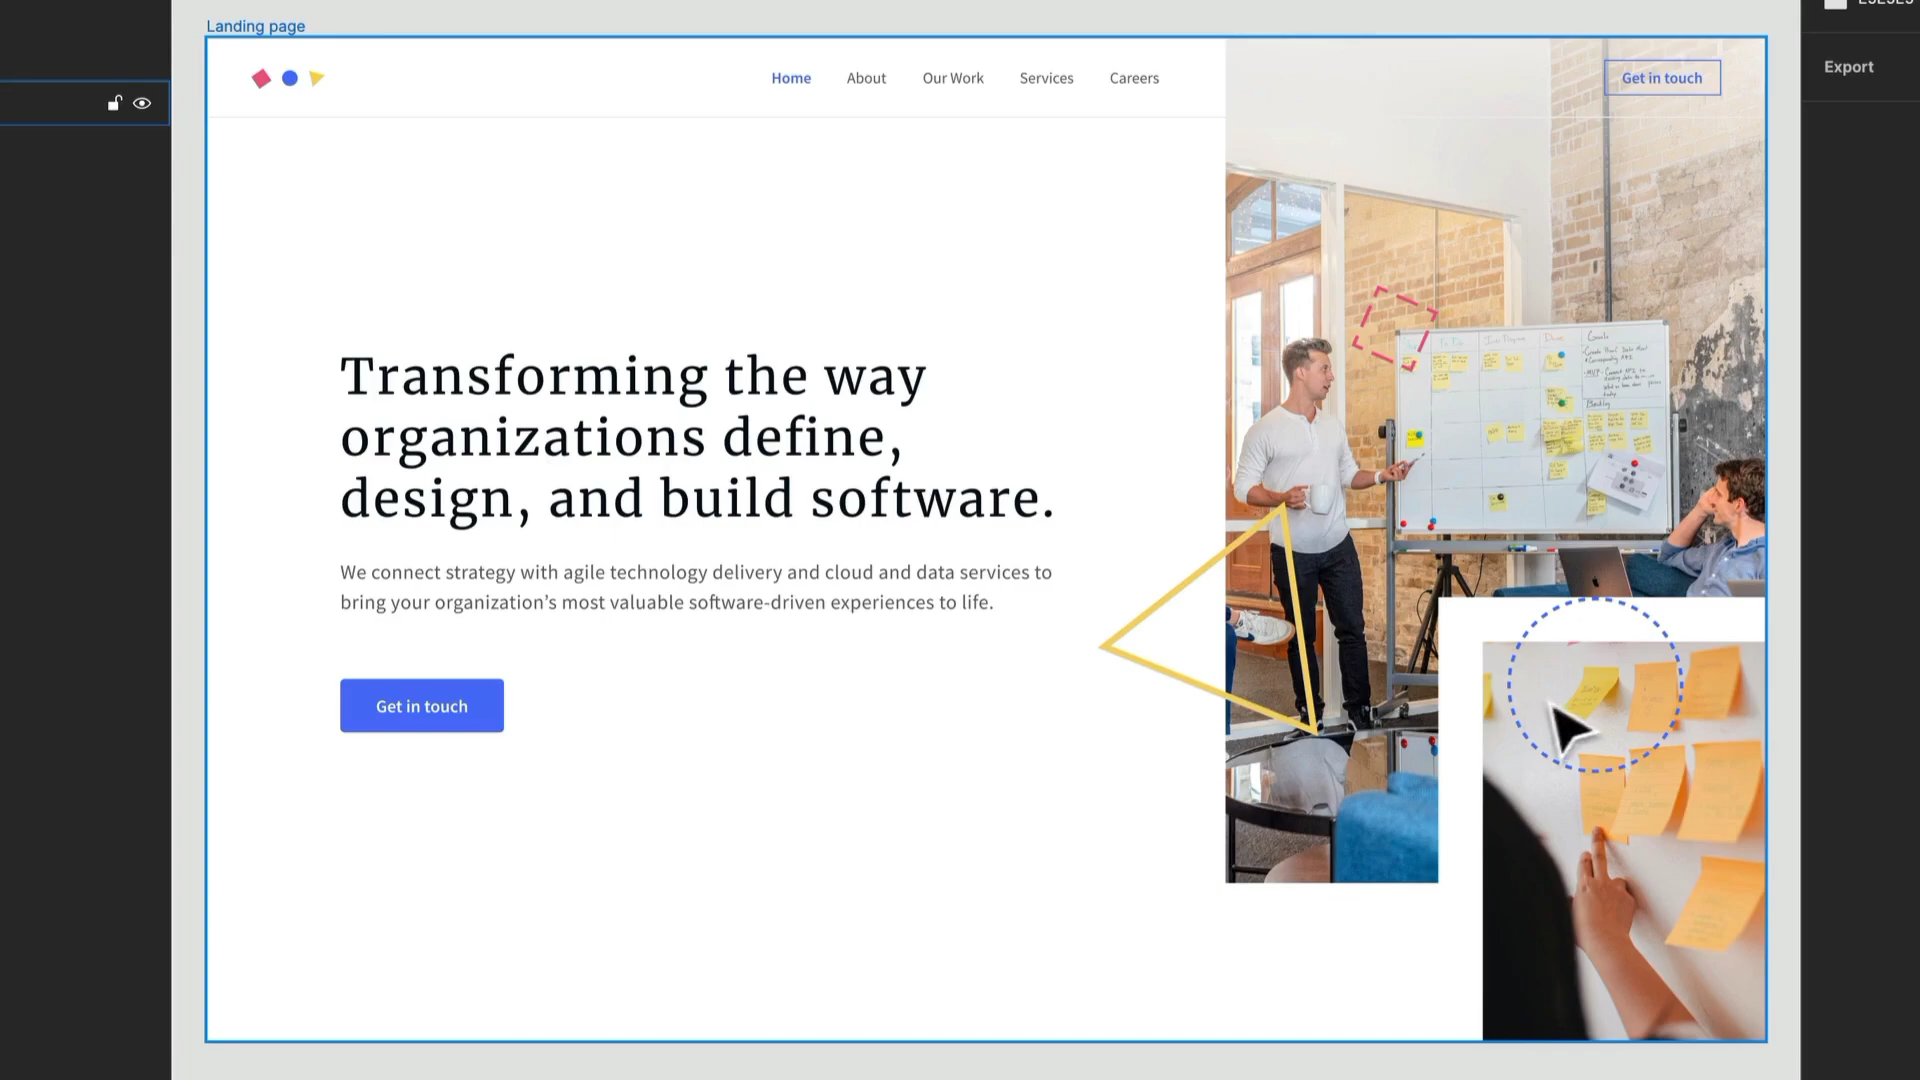 Landing page
Export
Home About Our Work Services Careers
Get in touch
Transforming the way
organizations define,
design, and build software.
We connect strategy with agile technology delivery and cloud and data services to
bring your organization’s most valuable software-driven experiences to life.
Get in touch
Goals
Backlog